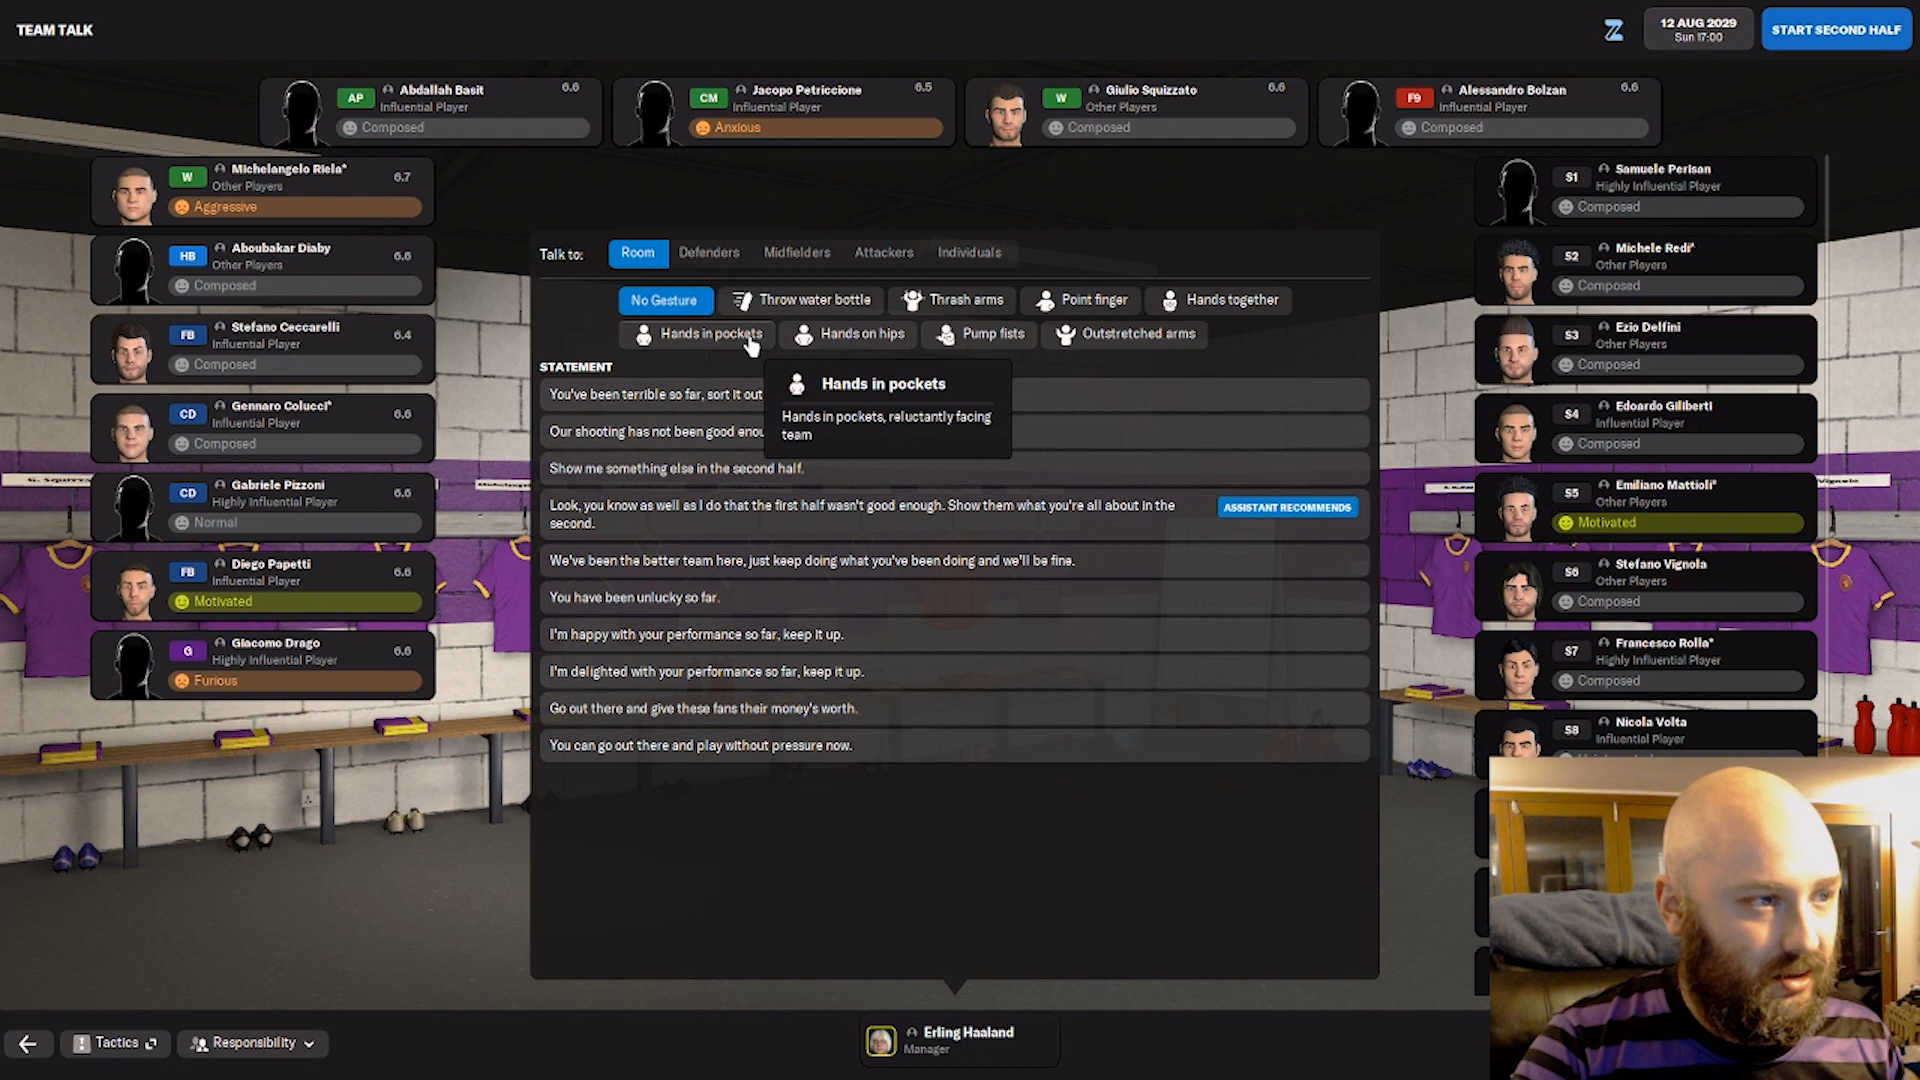 TEAM TALK
12 AUG 2029
Sun 17:00
START SECOND HALF
AP
Abdallah Basit
6.6
Influential Player
Composed
CM
Jacopo Petriccione
6.5
Influential Player
Anxious
W
Giulio Squizzato
6.6
Other Players
Composed
F9
Alessandro Bolzan
6.6
Influential Player
Composed
W
Michelangelo Riela*
6.7
Other Players
Aggressive
HB
Aboubakar Diaby
6.6
Other Players
Composed
FB
Stefano Ceccarelli
6.4
Influential Player
Composed
CD
Gennaro Colucci*
6.6
Influential Player
Composed
CD
Gabriele Pizzoni
6.6
Highly Influential Player
Normal
FB
Diego Papetti
6.6
Influential Player
Motivated
G
Giacomo Drago
6.6
Highly Influential Player
Furious
Talk to:
Room
Defenders
Midfielders
Attackers
Individuals
No Gesture
Throw water bottle
Thrash arms
Point finger
Hands together
Hands in pockets
Hands on hips
Pump fists
Outstretched arms
STATEMENT
Hands in pockets
Hands in pockets, reluctantly facing
team
You've been terrible so far, sort it out
Our shooting has not been good
Show me something else in the second half.
Look, you know as well as I do that the first half wasn't good enough. Show them what you're all about in the
second.
ASSISTANT RECOMMENDS
We've been the better team here, just keep doing what you've been doing and we'll be fine.
You have been unlucky so far.
I'm happy with your performance so far, keep it up.
I'm delighted with your performance so far, keep it up.
Go out there and give these fans their money's worth.
You can go out there and play without pressure now.
S1
Samuele Perisan
Highly Influential Player
Composed
S2
Michele Redi*
Other Players
Composed
S3
Ezio Delfini
Other Players
Composed
S4
Edoardo Giliberti
Influential Player
Composed
S5
Emiliano Mattioli*
Other Players
Motivated
S6
Stefano Vignola
Other Players
Composed
S7
Francesco Rolla*
Highly Influential Player
Composed
S8
Nicola Volta
Influential Player
Vignola
Tactics
Responsibility
Erling Haaland
Manager